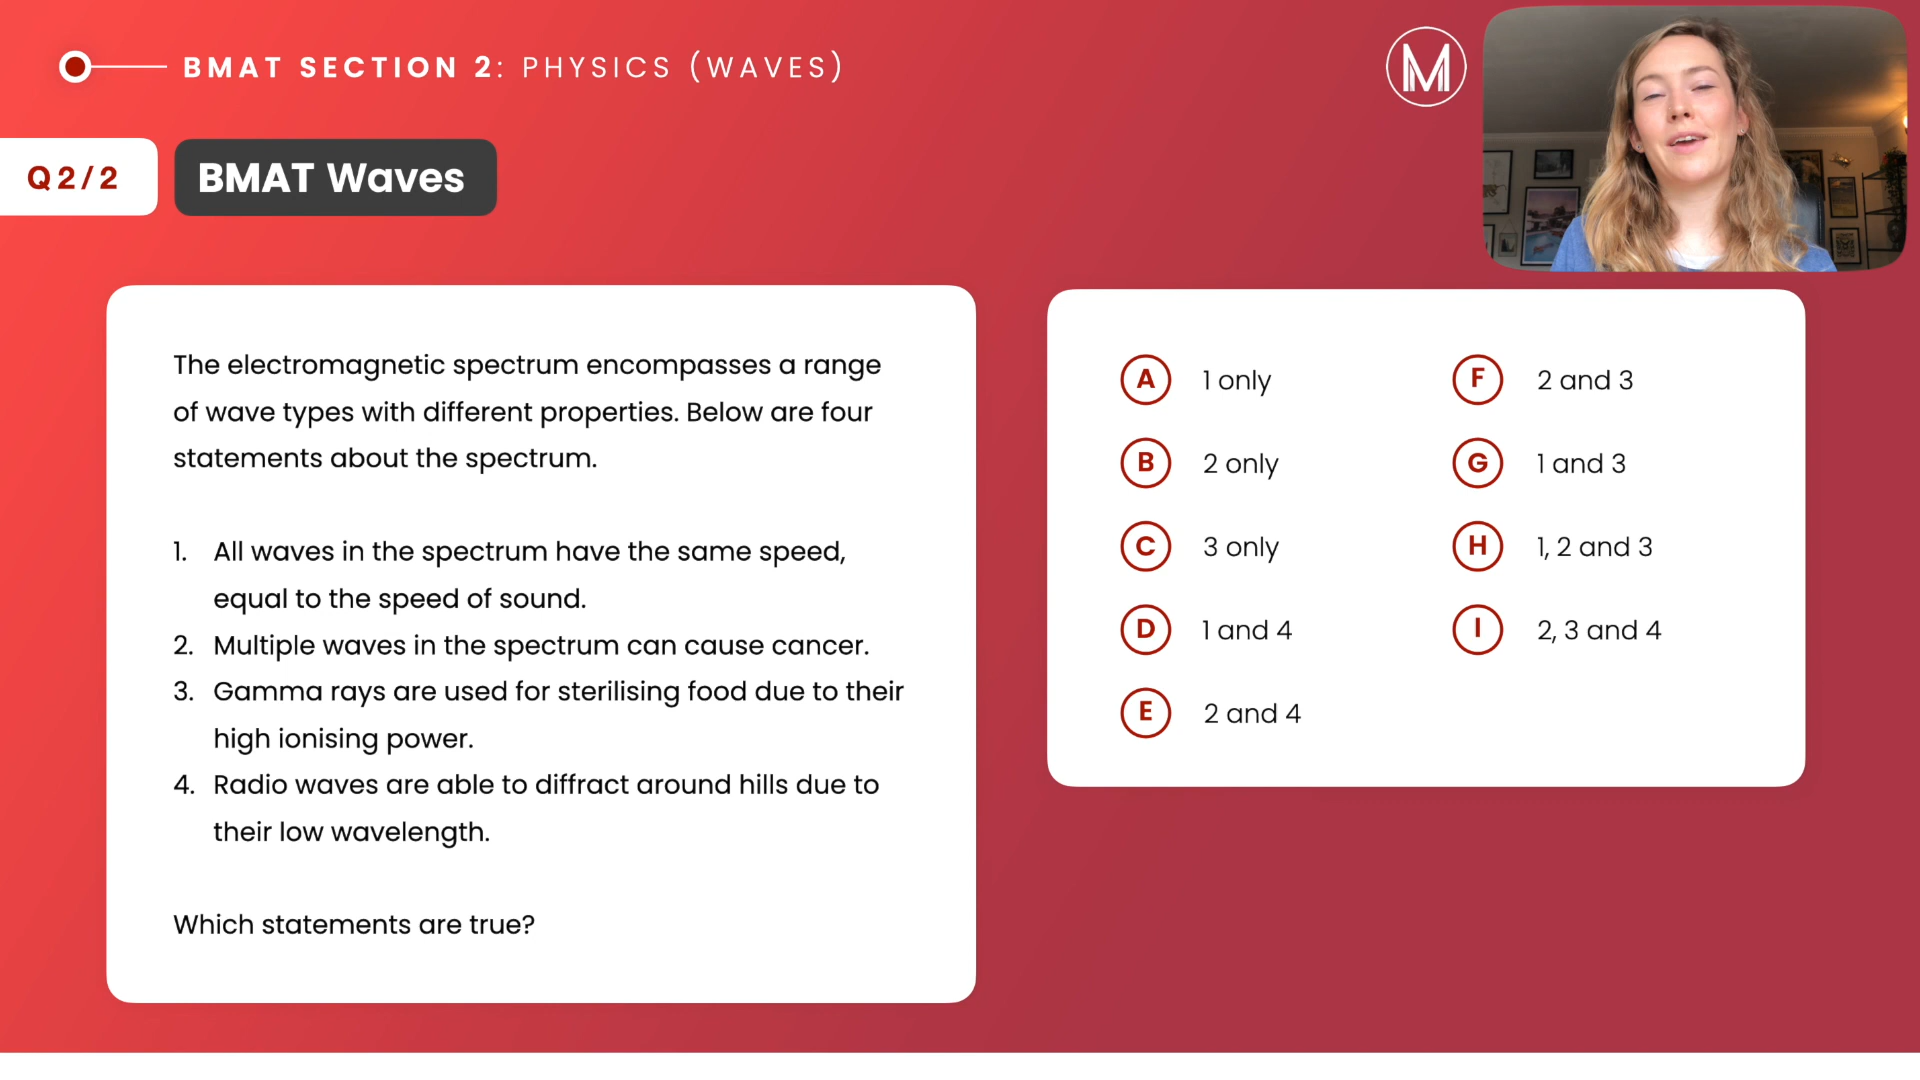 BMAT SECTION 2: PHYSICS (WAVES)
M
Q2/2
BMAT Waves
The electromagnetic spectrum encompasses a range
of wave types with different properties. Below are four
statements about the spectrum.
1. All waves in the spectrum have the same speed,
equal to the speed of sound.
2. Multiple waves in the spectrum can cause cancer.
3. Gamma rays are used for sterilising food due to their
high ionising power.
4. Radio waves are able to diffract around hills due to
their low wavelength.
Which statements are true?
A 1 only
B 2 only
C 3 only
D 1 and 4
E 2 and 4
F 2 and 3
G 1 and 3
H 1, 2 and 3
I 2, 3 and 4